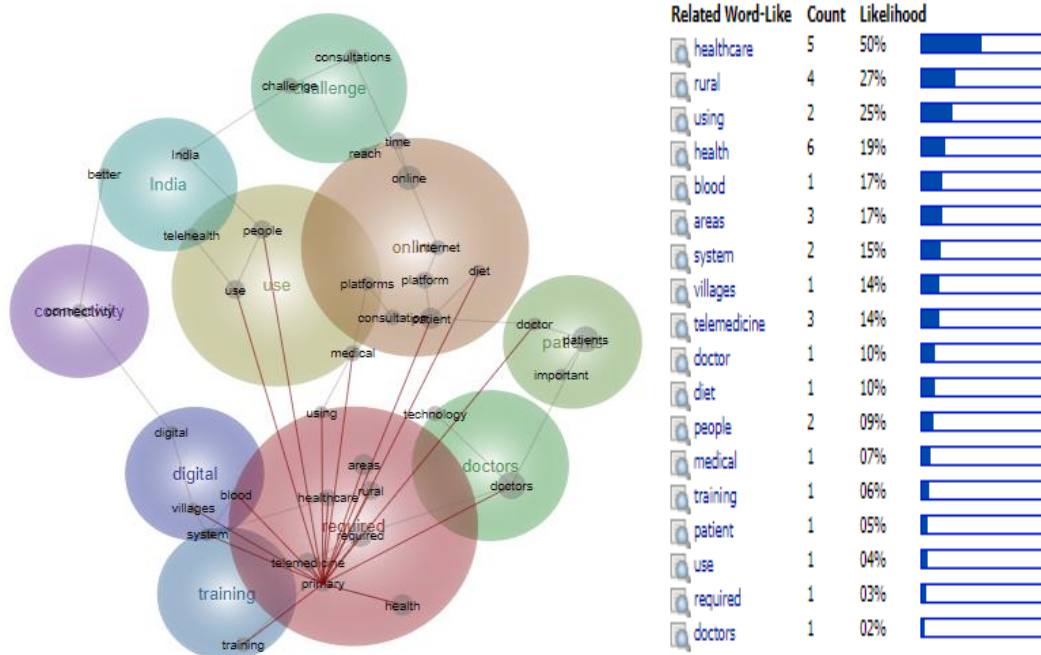 consultations
challenge
challenge
time
India
reach
better
online
India
people
telehealth
online
internet
diet
platform
use
use
platforms
connectivity
connectivity
consultation
patient
doctor
patients
patients
medical
important
using
technology
digital
areas
doctors
digital
rural
doctors
blood
healthcare
villages
required
system
required
telemedicine
primary
training
health
training
Related Word-Like Count Likelihood
healthcare 5 50%
rural 4 27%
using 2 25%
health 6 19%
blood 1 17%
areas 3 17%
system 2 15%
villages 1 14%
telemedicine 3 14%
doctor 1 10%
diet 1 10%
people 2 09%
medical 1 07%
training 1 06%
patient 1 05%
use 1 04%
required 1 03%
doctors 1 02%